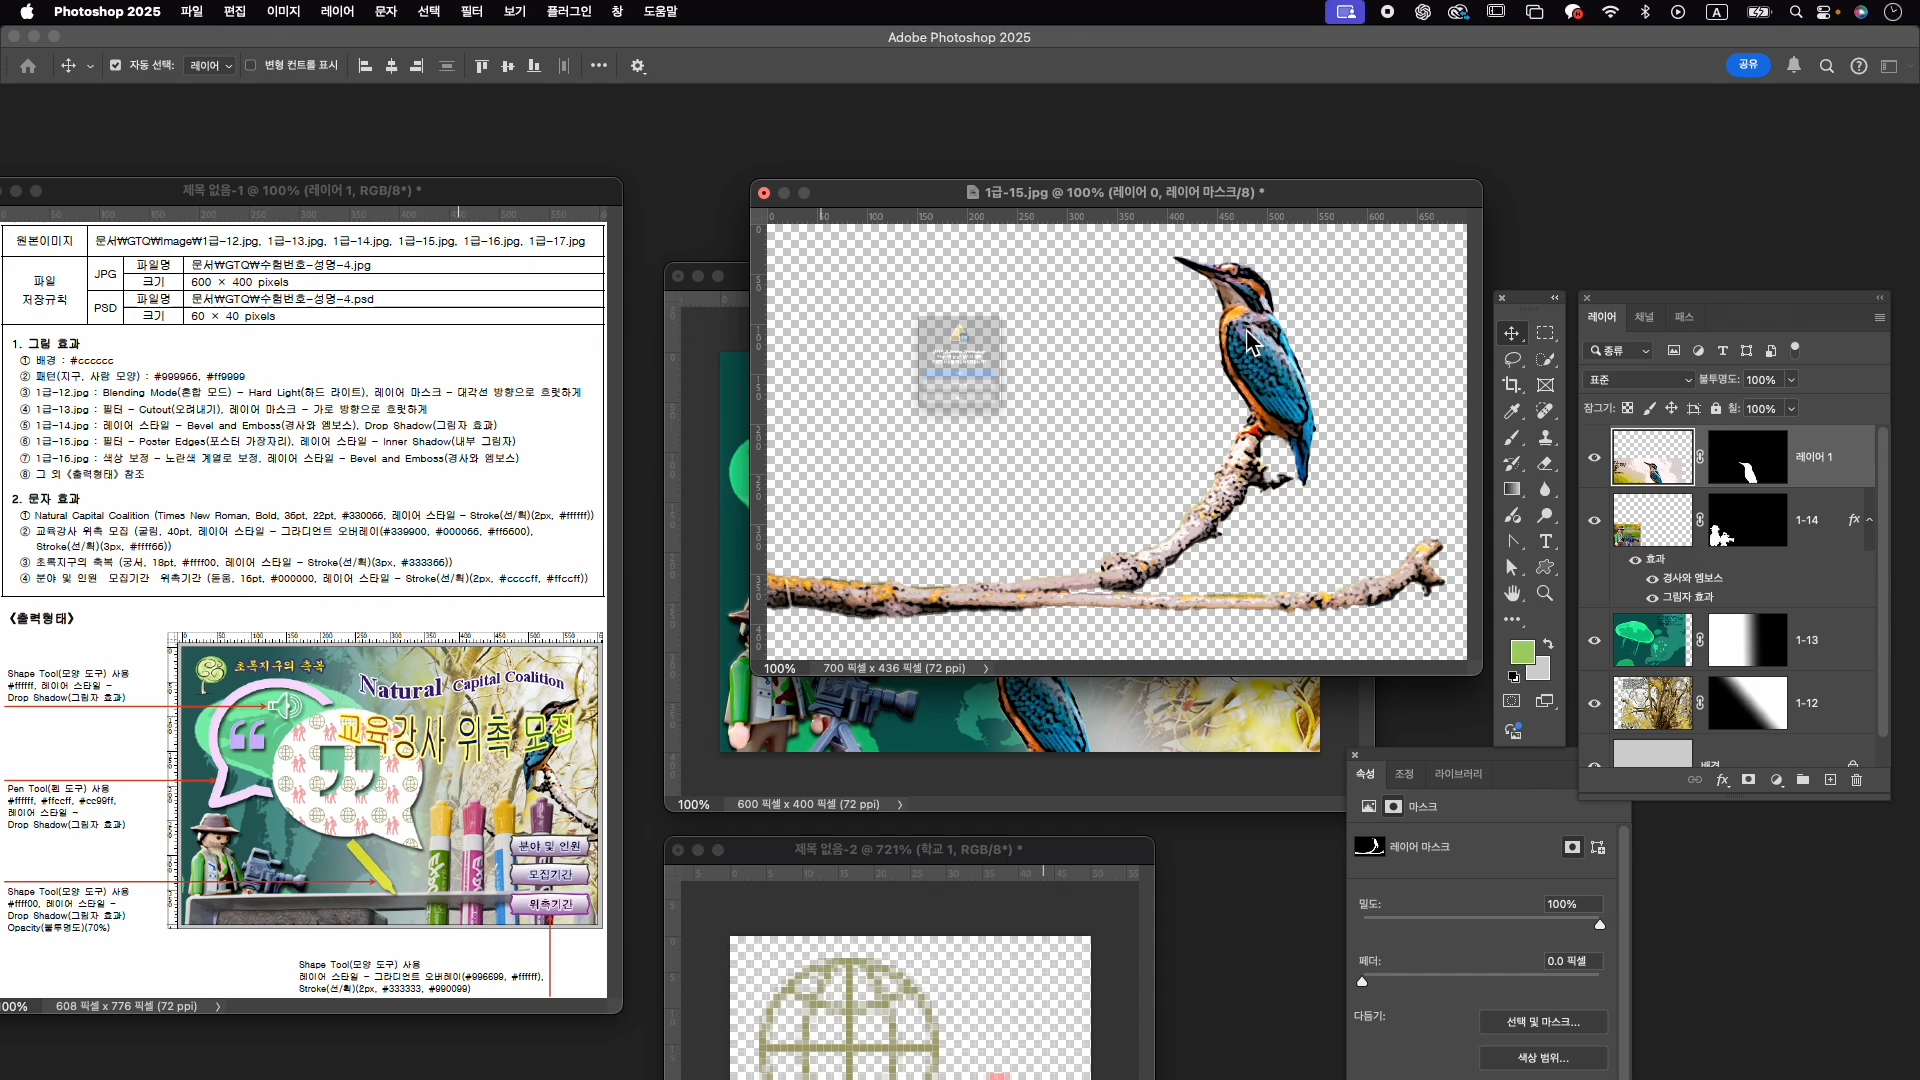 Photoshop 2025 파일 편집 이미지 레이어 문자 선택 필터 보기 플러그인 창 도움말
A
Adobe Photoshop 2025
자동 선택: 레이어 변형 컨트롤 표시
공유
제목 없음-1 @ 100% (레이어 1, RGB/8*) *
원본이미지 문서₩GTQ₩Image₩1급-12.jpg, 1급-13.jpg, 1급-14.jpg, 1급-15.jpg, 1급-16.jpg, 1급-17.jpg
파일
저장규칙
JPG 파일명 문서₩GTQ₩수험번호-성명-4.jpg
크기 600 × 400 pixels
PSD 파일명 문서₩GTQ₩수험번호-성명-4.psd
크기 60 × 40 pixels
1. 그림 효과
① 배경 : #cccccc
② 패턴(지구, 사람 모양) : #999966, #ff9999
③ 1급-12.jpg : Blending Mode(혼합 모드) - Hard Light(하드 라이트), 레이어 마스크 - 대각선 방향으로 흐릿하게
④ 1급-13.jpg : 필터 - Cutout(오려내기), 레이어 마스크 - 가로 방향으로 흐릿하게
⑤ 1급-14.jpg : 레이어 스타일 - Bevel and Emboss(경사와 엠보스), Drop Shadow(그림자 효과)
⑥ 1급-15.jpg : 필터 - Poster Edges(포스터 가장자리), 레이어 스타일 - Inner Shadow(내부 그림자)
⑦ 1급-16.jpg : 색상 보정 - 노란색 계열로 보정, 레이어 스타일 - Bevel and Emboss(경사와 엠보스)
⑧ 그 외 《출력형태》 참조
2. 문자 효과
① Natural Capital Coalition (Times New Roman, Bold, 36pt, 22pt, #330066, 레이어 스타일 - Stroke(선/획)(2px, #ffffff))
② 교육강사 위촉 모집 (굴림, 40pt, 레이어 스타일 - 그라디언트 오버레이(#339900, #000066, #ff6600),
Stroke(선/획)(3px, #ffff66))
③ 초록지구의 축복 (궁서, 18pt, #ffff00, 레이어 스타일 - Stroke(선/획)(3px, #333366))
④ 분야 및 인원 모집기간 위촉기간 (돋움, 16pt, #000000, 레이어 스타일 - Stroke(선/획)(2px, #ccccff, #ffccff))
《출력형태》
Shape Tool(모양 도구) 사용
#ffffff, 레이어 스타일 -
Drop Shadow(그림자 효과)
Pen Tool(펜 도구) 사용
#ffffff, #ffccff, #cc99ff,
레이어 스타일 -
Drop Shadow(그림자 효과)
Shape Tool(모양 도구) 사용
#ffff00, 레이어 스타일 -
Drop Shadow(그림자 효과)
Opacity(불투명도)(70%)
초록지구의 축복
Natural Capital Coalition
교육강사 위촉 모집
분야 및 인원
모집기간
위촉기간
Shape Tool(모양 도구) 사용
레이어 스타일 - 그라디언트 오버레이(#996699, #ffffff),
Stroke(선/획)(2px, #333333, #990099)
608 픽셀 x 776 픽셀 (72 ppi)
1급-15.jpg @ 100% (레이어 0, 레이어 마스크/8) *
0 50 100 150 200 250 300 350 400 450 500 550 600 650
100% 700 픽셀 x 436 픽셀 (72 ppi)
100% 600 픽셀 x 400 픽셀 (72 ppi)
제목 없음-2 @ 721% (학교 1, RGB/8*) *
레이어 채널 패스
종류
표준 불투명도: 100%
잠그기: 칠: 100%
레이어 1
1-14 fx
효과
경사와 엠보스
그림자 효과
1-13
1-12
배경
속성 조정 라이브러리
마스크
레이어 마스크
밀도: 100%
페더: 0.0 픽셀
다듬기: 선택 및 마스크...
색상 범위...